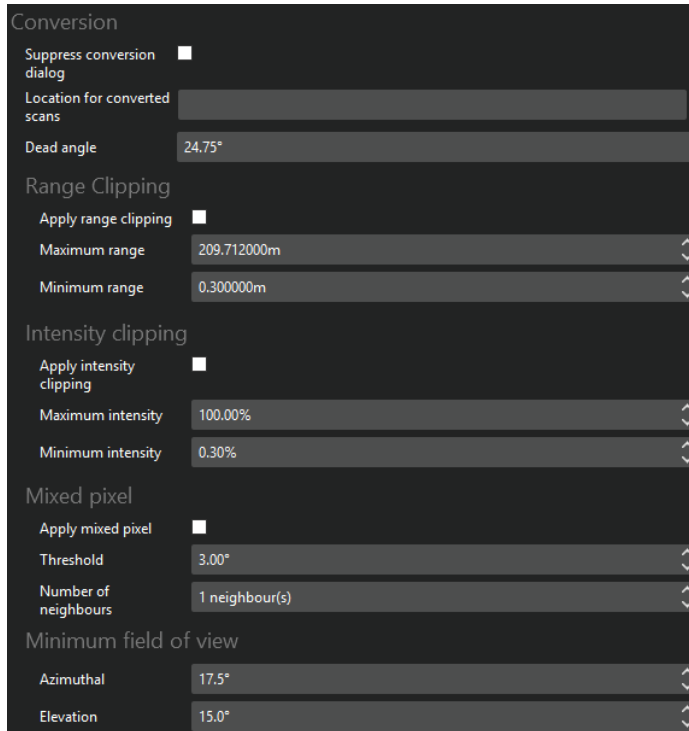 Conversion
Suppress conversion
dialog
Location for converted
scans
Dead angle 24.75°
Range Clipping
Apply range clipping
Maximum range 209.712000m
Minimum range 0.300000m
Intensity clipping
Apply intensity
clipping
Maximum intensity 100.00%
Minimum intensity 0.30%
Mixed pixel
Apply mixed pixel
Threshold 3.00°
Number of
neighbours 1 neighbour(s)
Minimum field of view
Azimuthal 17.5°
Elevation 15.0°